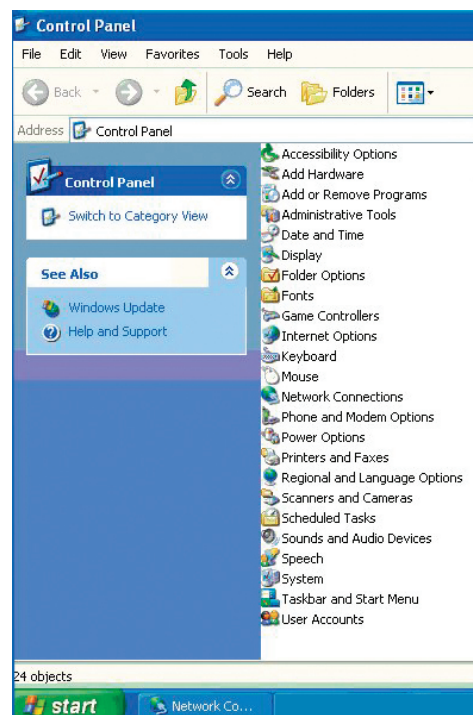 Control Panel
File Edit View Favorites Tools Help
Back Search Folders
Address Control Panel
Control Panel
Switch to Category View
See Also
Windows Update
Help and Support
Accessibility Options
Add Hardware
Add or Remove Programs
Administrative Tools
Date and Time
Display
Folder Options
Fonts
Game Controllers
Internet Options
Keyboard
Mouse
Network Connections
Phone and Modem Options
Power Options
Printers and Faxes
Regional and Language Options
Scanners and Cameras
Scheduled Tasks
Sounds and Audio Devices
Speech
System
Taskbar and Start Menu
User Accounts
24 objects
start Network Co...